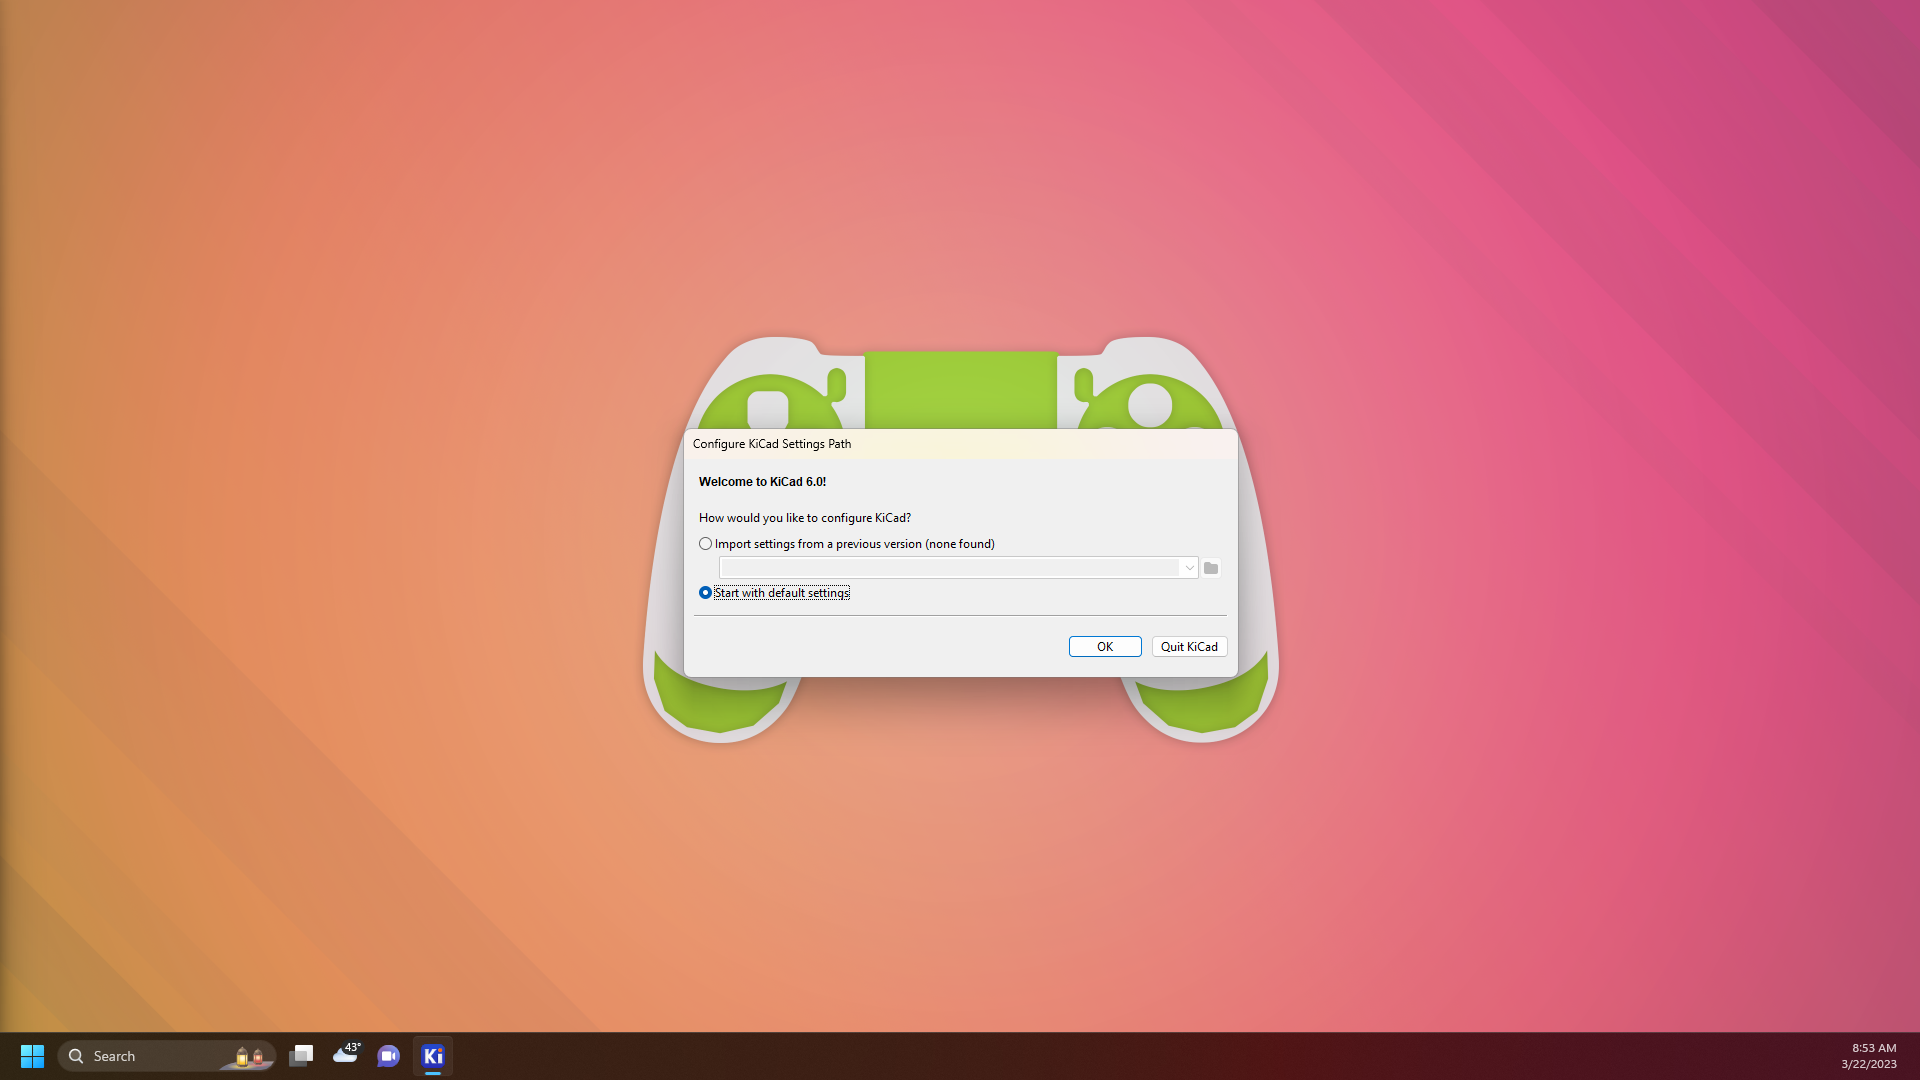 Configure KiCad Settings Path
Welcome to KiCad 6.0!
How would you like to configure KiCad?
Import settings from a previous version (none found)
Start with default settings
OK
Quit KiCad
Search
43°
Ki
8:53 AM
3/22/2023